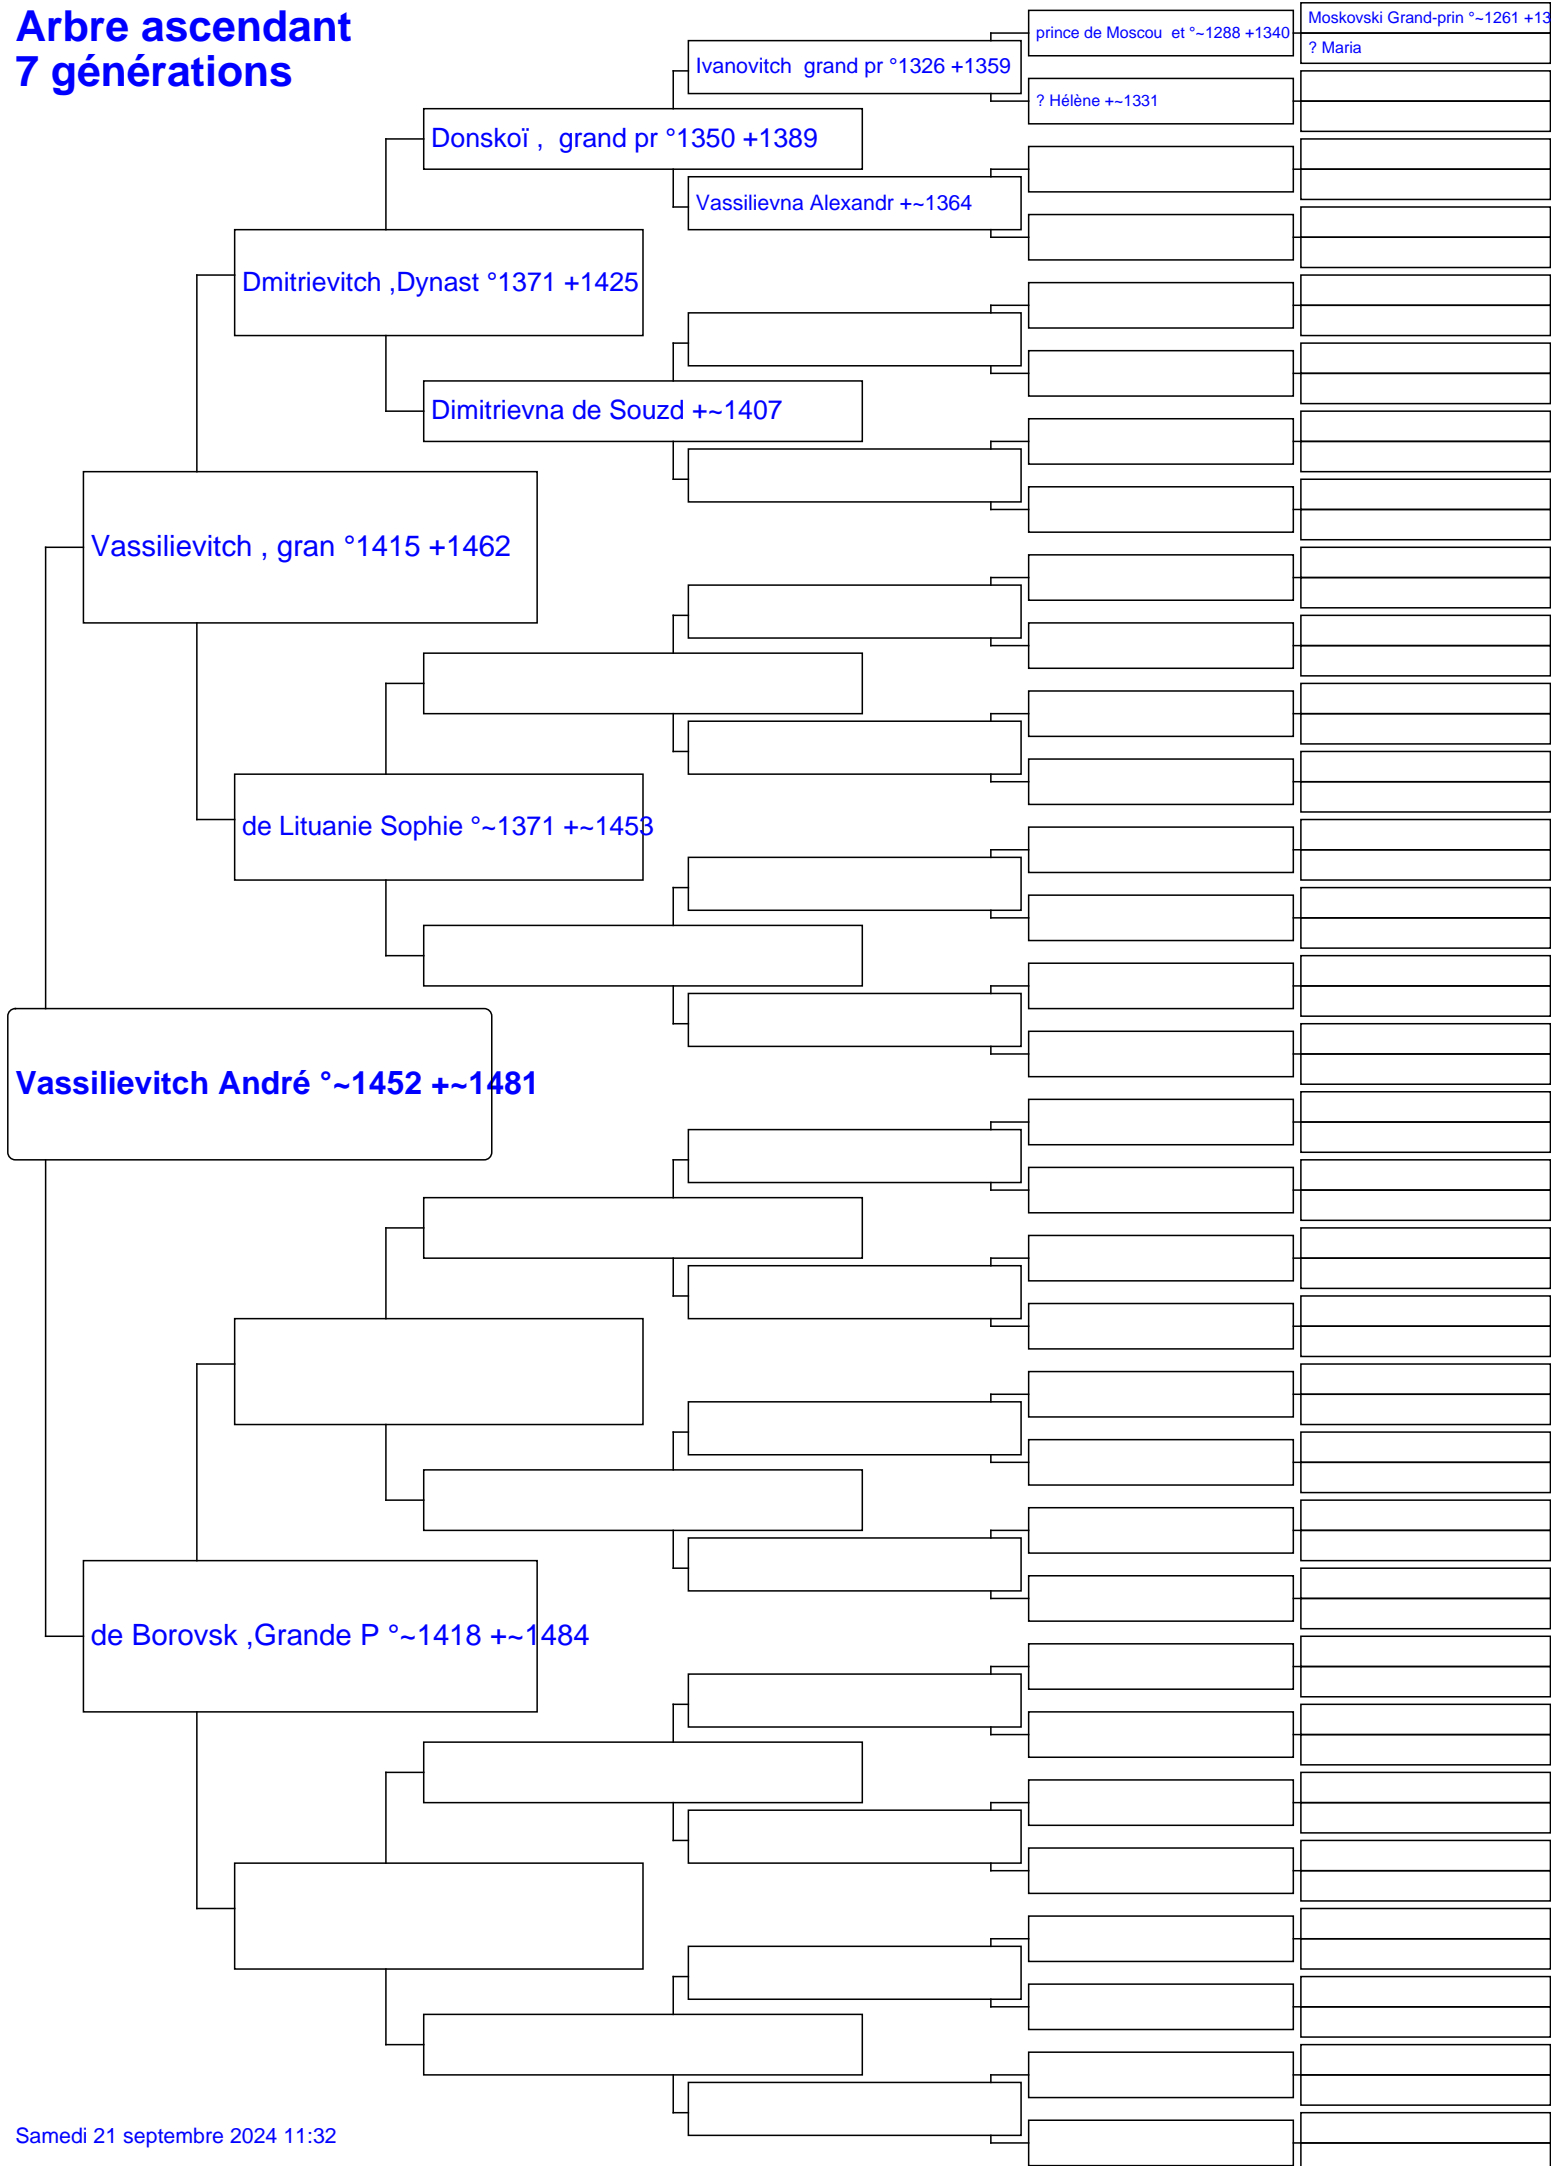 Arbre ascendant
7 générations
Moskovski Grand-prin °~1261 +13
prince de Moscou  et °~1288 +1340
? Maria
Ivanovitch  grand pr °1326 +1359
? Hélène +~1331
Donskoï ,  grand pr °1350 +1389
Vassilievna Alexandr +~1364
Dmitrievitch ,Dynast °1371 +1425
Dimitrievna de Souzd +~1407
Vassilievitch , gran °1415 +1462
de Lituanie Sophie °~1371 +~1453
Vassilievitch André °~1452 +~1481
de Borovsk ,Grande P °~1418 +~1484
Samedi 21 septembre 2024 11:32